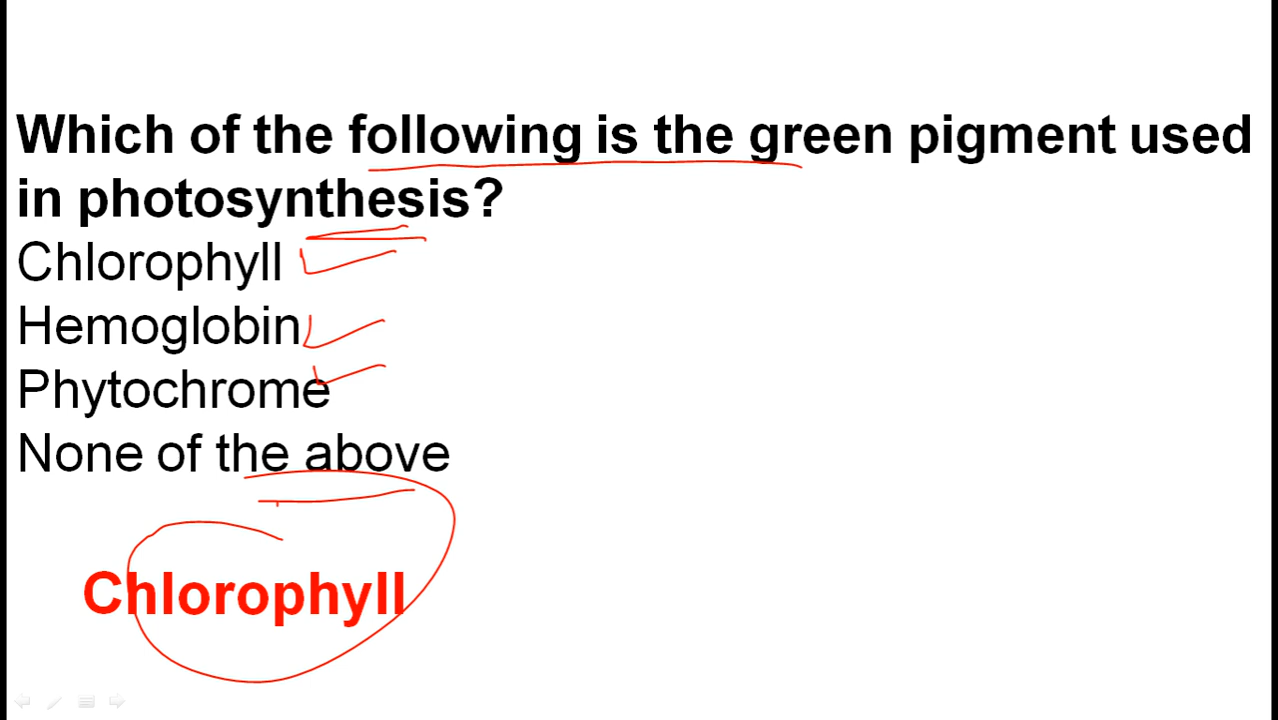 Which of the following is the green pigment used
in photosynthesis?
Chlorophyll
Hemoglobin
Phytochrome
None of the above
Chlorophyll